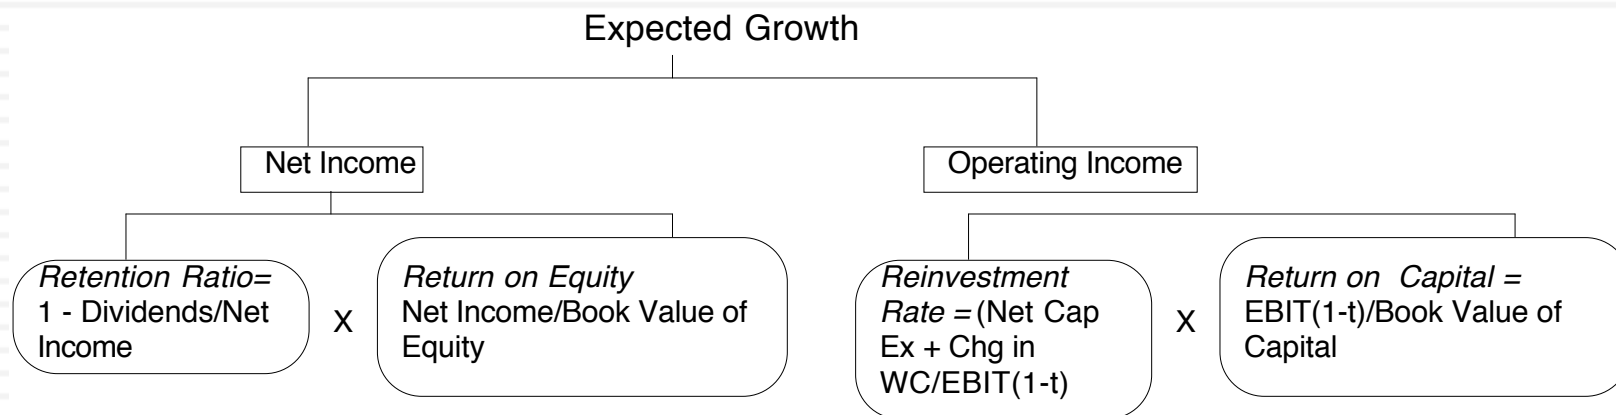 Expected Growth
Net Income
Operating Income
Retention Ratio=
1 - Dividends/Net
Income
X
Return on Equity
Net Income/Book Value of
Equity
Reinvestment
Rate = (Net Cap
Ex + Chg in
WC/EBIT(1-t)
X
Return on Capital =
EBIT(1-t)/Book Value of
Capital